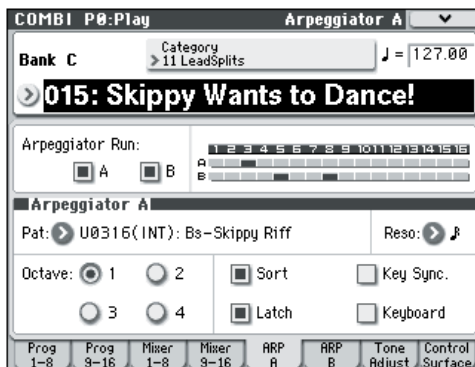 COMBI P0:Play Arpeggiator A
Bank C
Category
11 LeadSplits
♩ = 127.00
015: Skippy Wants to Dance!
Arpeggiator Run:
A B
1 2 3 4 5 6 7 8 9 10 11 12 13 14 15 16
A
B
Arpeggiator A
Pat: U0316(INT): Bs-Skippy Riff Reso:
Octave: 1 2 Sort Key Sync.
3 4 Latch Keyboard
Prog 1-8 Prog 9-16 Mixer 1-8 Mixer 9-16 ARP A ARP B Tone Adjust Control Surface